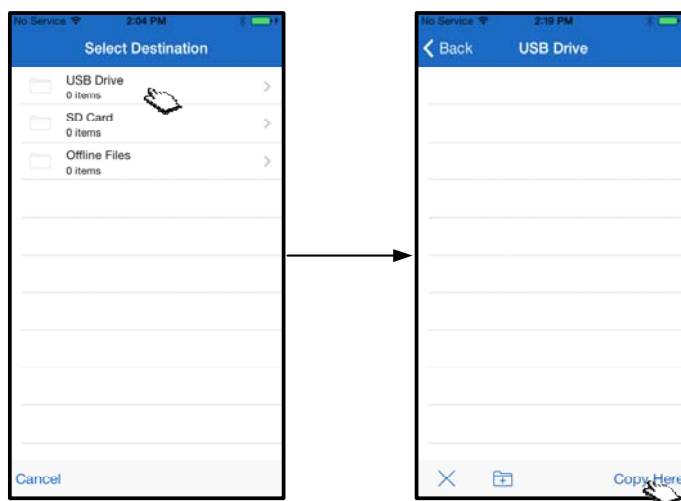 No Service 2:04 PM
Select Destination
USB Drive
0 items
SD Card
0 items
Offline Files
0 items
Cancel
No Service 2:19 PM
Back USB Drive
Copy Here